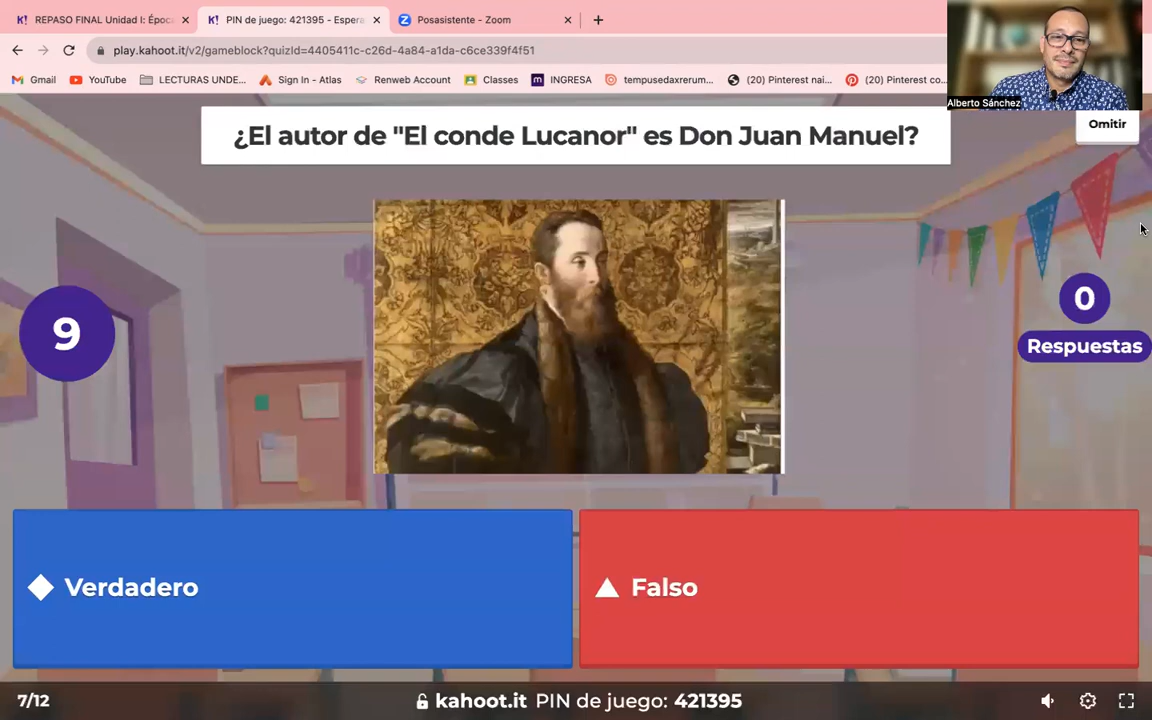 REPASO FINAL Unidad I: Époc
PIN de juego: 421395 - Espera
Posasistente - Zoom
play.kahoot.it/v2/gameblock?quizId=4405411c-c26d-4a84-a1da-c6ce339f4f51
Gmail
YouTube
LECTURAS UNDE...
Sign In - Atlas
Renweb Account
Classes
INGRESA
tempusedaxrerum...
(20) Pinterest nai...
(20) Pinterest co...
Alberto Sánchez
Omitir
¿El autor de "El conde Lucanor" es Don Juan Manuel?
9
0
Respuestas
Verdadero
Falso
7/12
kahoot.it PIN de juego: 421395